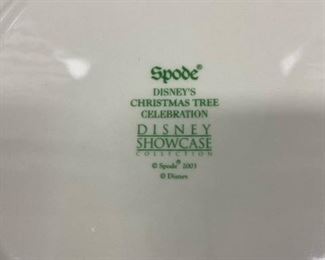 Spode®
DISNEY'S
CHRISTMAS TREE
CELEBRATION
DISNEY
SHOWCASE
COLLECTION
© Spode® 2003
© Disney